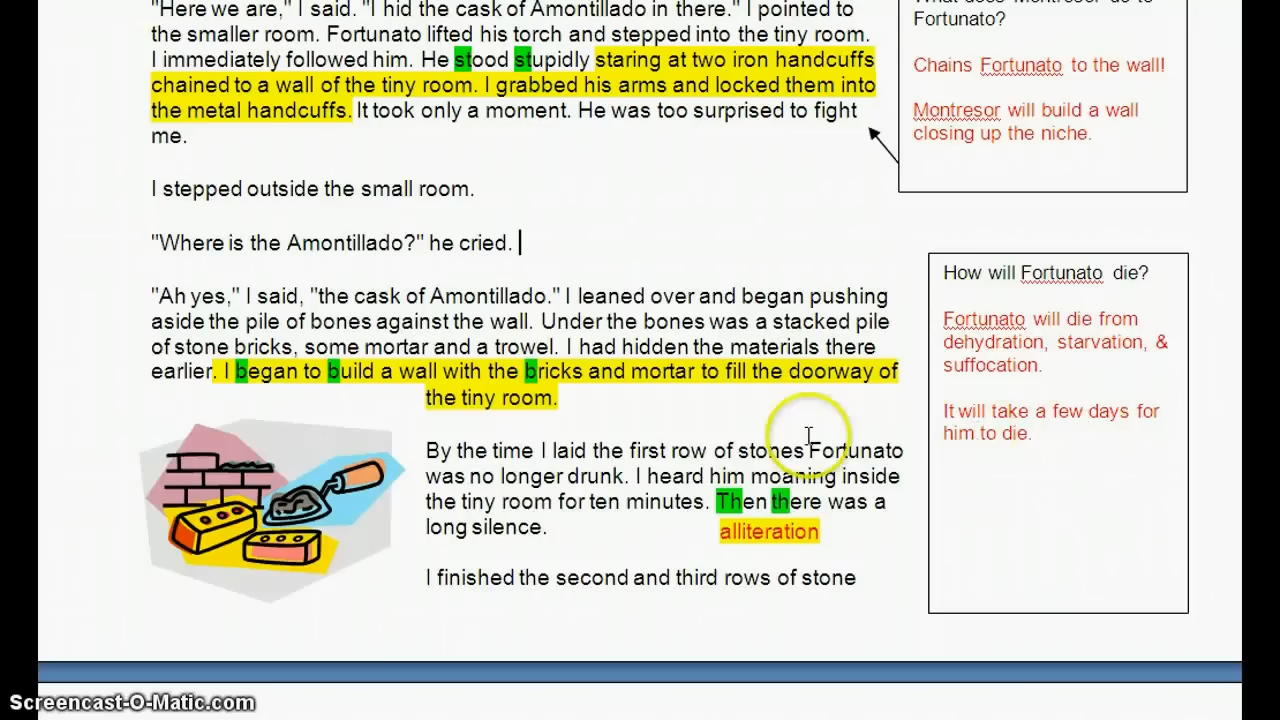 "Here we are," I said. "I hid the cask of Amontillado in there." I pointed to
the smaller room. Fortunato lifted his torch and stepped into the tiny room.
I immediately followed him. He stood stupidly staring at two iron handcuffs
chained to a wall of the tiny room. I grabbed his arms and locked them into
the metal handcuffs. It took only a moment. He was too surprised to fight
me.
I stepped outside the small room.
"Where is the Amontillado?" he cried.
"Ah yes," I said, "the cask of Amontillado." I leaned over and began pushing
aside the pile of bones against the wall. Under the bones was a stacked pile
of stone bricks, some mortar and a trowel. I had hidden the materials there
earlier. I began to build a wall with the bricks and mortar to fill the doorway of
the tiny room.
By the time I laid the first row of stones Fortunato
was no longer drunk. I heard him moaning inside
the tiny room for ten minutes. Then there was a
long silence.
alliteration
I finished the second and third rows of stone
What does Montresor do to
Fortunato?
Chains Fortunato to the wall!
Montresor will build a wall
closing up the niche.
How will Fortunato die?
Fortunato will die from
dehydration, starvation, &
suffocation.
It will take a few days for
him to die.
Screencast-O-Matic.com